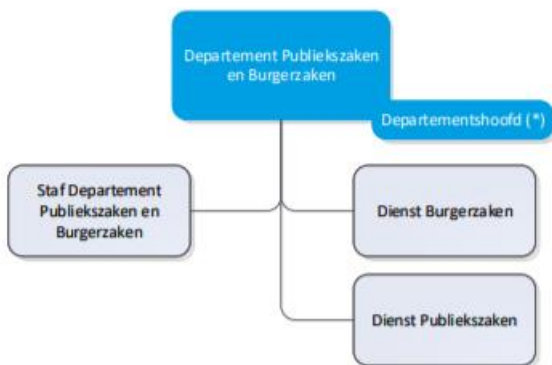 Departement Publiekszaken
en Burgerzaken
Departementshoofd (*)
Staf Departement
Publiekszaken en
Burgerzaken
Dienst Burgerzaken
Dienst Publiekszaken